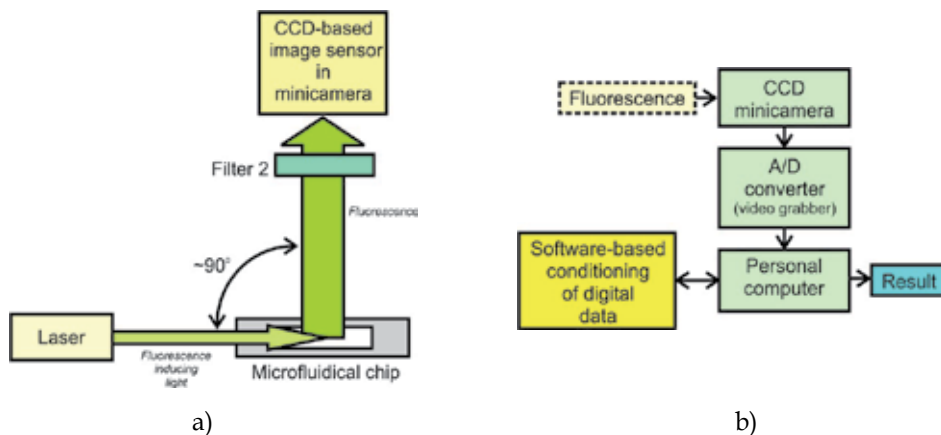 CCD-based
image sensor
in
minicamera
Filter 2
Fluorescence
~90°
Laser
Fluorescence
inducing
light
Microfluidical chip
a)
Fluorescence
CCD
minicamera
A/D
converter
(video grabber)
Software-based
conditioning
of digital
data
Personal
computer
Result
b)